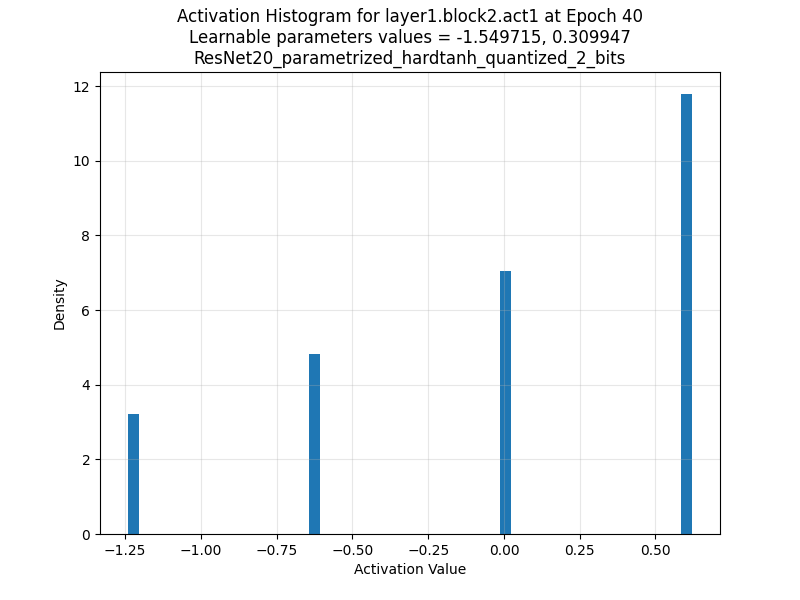 Activation Histogram for layer1.block2.act1 at Epoch 40
Learnable parameters values = -1.549715, 0.309947
ResNet20_parametrized_hardtanh_quantized_2_bits
12
10
8
6
4
2
0
Density
−1.25 −1.00 −0.75 −0.50 −0.25 0.00 0.25 0.50
Activation Value